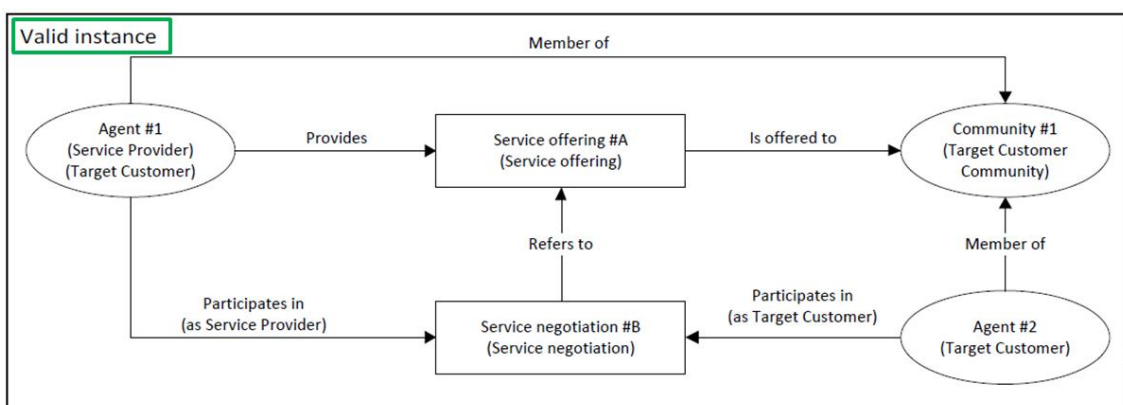 Valid instance
Member of
Agent #1
(Service Provider)
(Target Customer)
Provides
Service offering #A
(Service offering)
Is offered to
Community #1
(Target Customer
Community)
Refers to
Member of
Participates in
(as Service Provider)
Service negotiation #B
(Service negotiation)
Participates in
(as Target Customer)
Agent #2
(Target Customer)